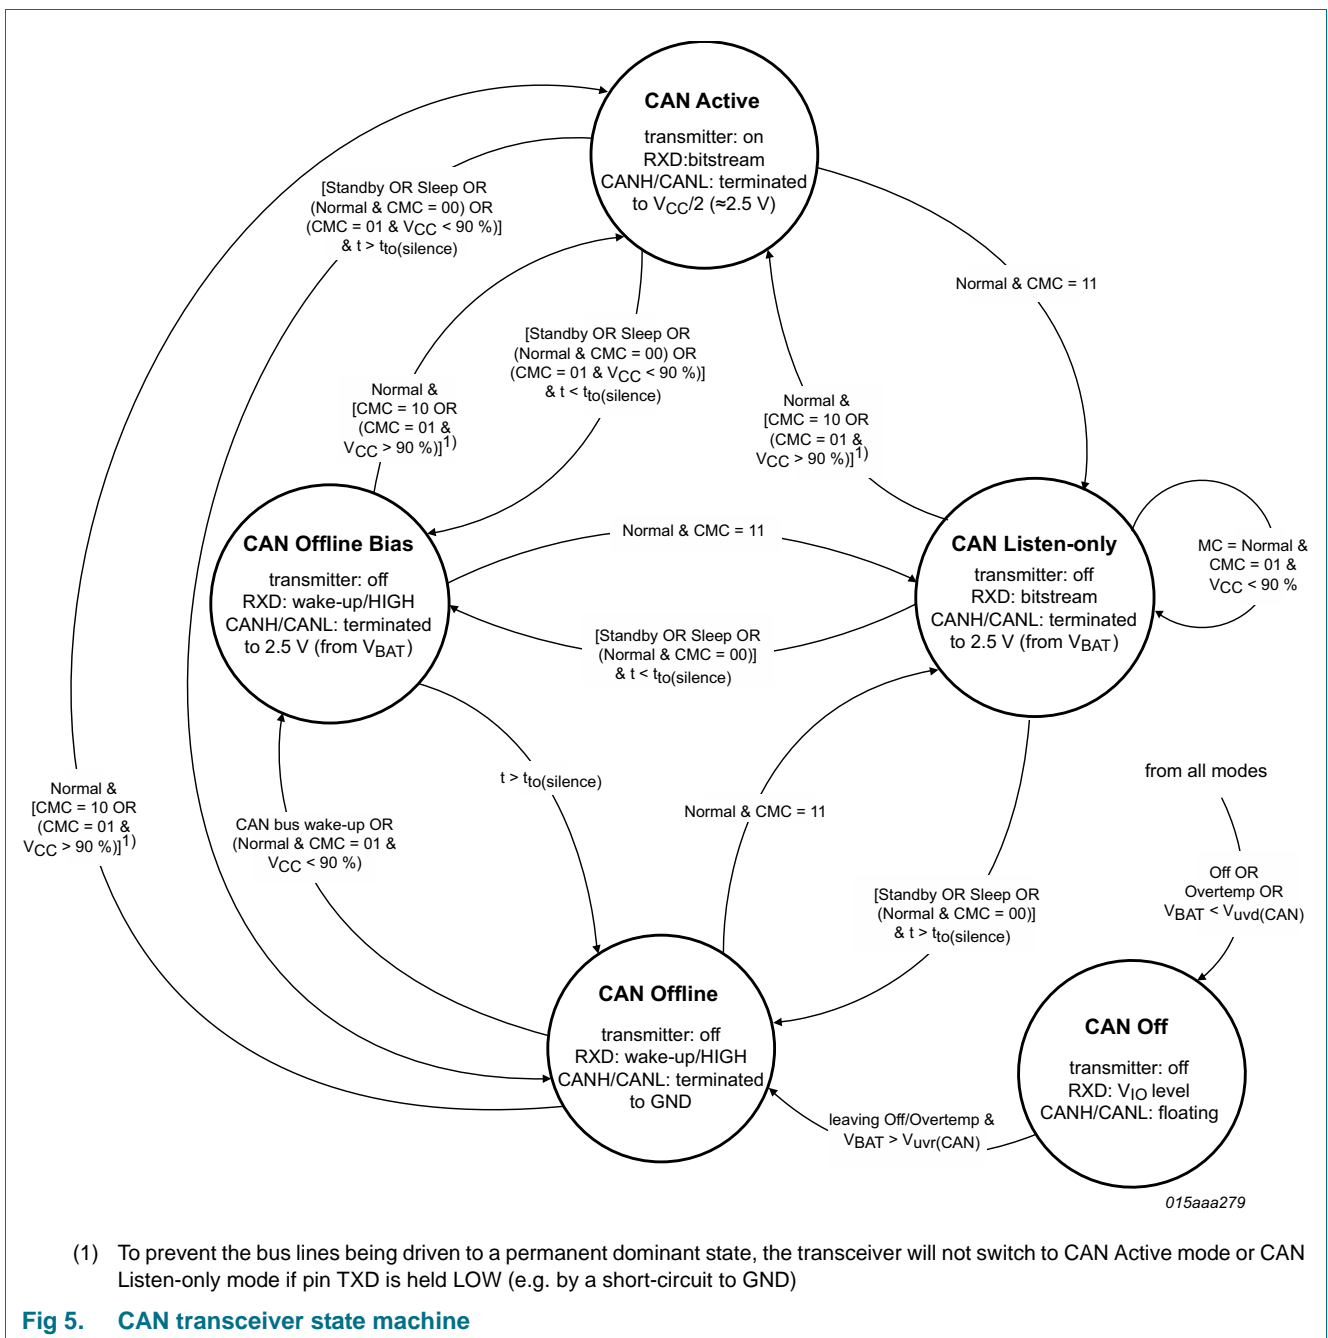 CAN Active
transmitter: on
RXD:bitstream
CANH/CANL: terminated
to VCC/2 (≈2.5 V)
[Standby OR Sleep OR
(Normal & CMC = 00) OR
(CMC = 01 & VCC < 90 %)]
& t > tto(silence)
Normal & CMC = 11
[Standby OR Sleep OR
(Normal & CMC = 00) OR
(CMC = 01 & VCC < 90 %)]
& t < tto(silence)
Normal &
[CMC = 10 OR
(CMC = 01 &
VCC > 90 %)]1)
Normal &
[CMC = 10 OR
(CMC = 01 &
VCC > 90 %)]1)
CAN Offline Bias
transmitter: off
RXD: wake-up/HIGH
CANH/CANL: terminated
to 2.5 V (from VBAT)
Normal & CMC = 11
CAN Listen-only
transmitter: off
RXD: bitstream
CANH/CANL: terminated
to 2.5 V (from VBAT)
MC = Normal &
CMC = 01 &
VCC < 90 %
[Standby OR Sleep OR
(Normal & CMC = 00)]
& t < tto(silence)
Normal &
[CMC = 10 OR
(CMC = 01 &
VCC > 90 %)]1)
CAN bus wake-up OR
(Normal & CMC = 01 &
VCC < 90 %)
t > tto(silence)
Normal & CMC = 11
from all modes
[Standby OR Sleep OR
(Normal & CMC = 00)]
& t > tto(silence)
Off OR
Overtemp OR
VBAT < Vuvd(CAN)
CAN Offline
transmitter: off
RXD: wake-up/HIGH
CANH/CANL: terminated
to GND
CAN Off
transmitter: off
RXD: VIO level
CANH/CANL: floating
leaving Off/Overtemp &
VBAT > Vuvr(CAN)
015aaa279
(1) To prevent the bus lines being driven to a permanent dominant state, the transceiver will not switch to CAN Active mode or CAN
Listen-only mode if pin TXD is held LOW (e.g. by a short-circuit to GND)
Fig 5. CAN transceiver state machine